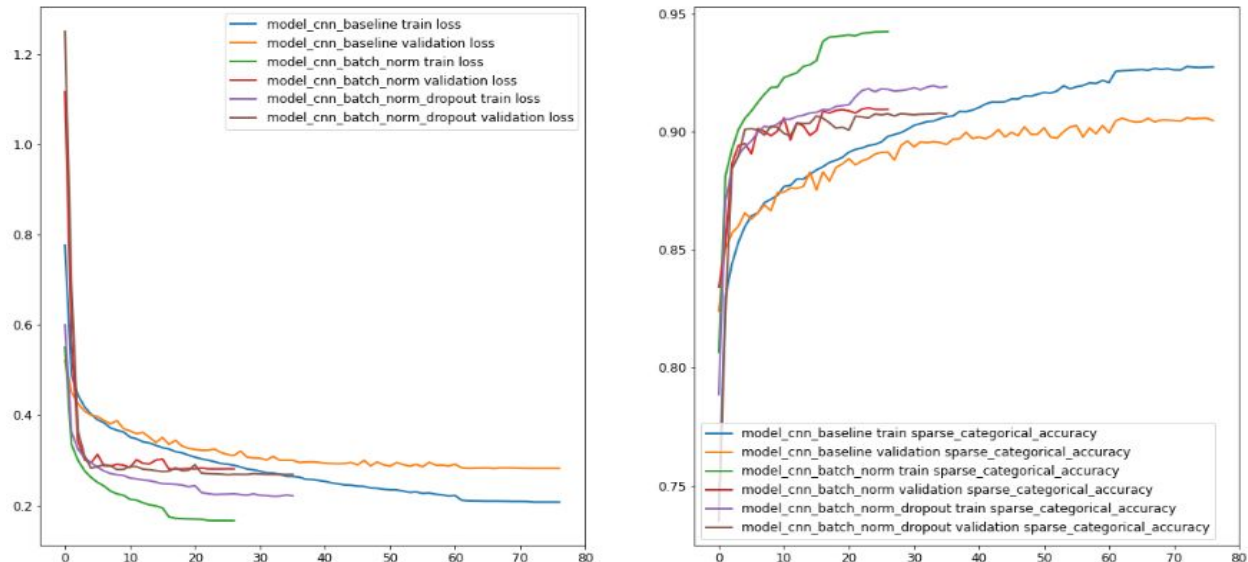 1.2
1.0
0.8
0.6
0.4
0.2
0 10 20 30 40 50 60 70 80
model_cnn_baseline train loss
model_cnn_baseline validation loss
model_cnn_batch_norm train loss
model_cnn_batch_norm validation loss
model_cnn_batch_norm_dropout train loss
model_cnn_batch_norm_dropout validation loss
0.95
0.90
0.85
0.80
0.75
0 10 20 30 40 50 60 70 80
model_cnn_baseline train sparse_categorical_accuracy
model_cnn_baseline validation sparse_categorical_accuracy
model_cnn_batch_norm train sparse_categorical_accuracy
model_cnn_batch_norm validation sparse_categorical_accuracy
model_cnn_batch_norm_dropout train sparse_categorical_accuracy
model_cnn_batch_norm_dropout validation sparse_categorical_accuracy